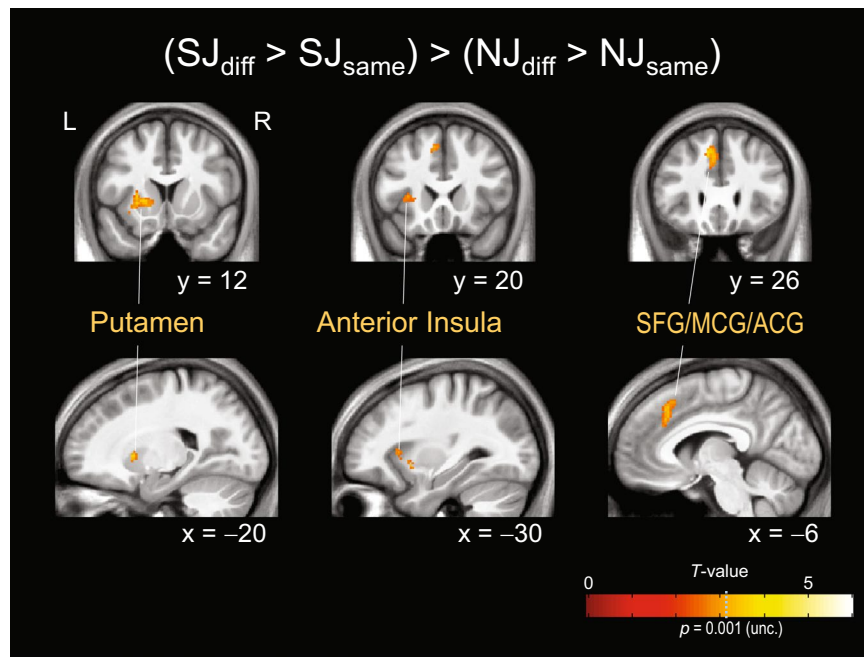 (SJdiff > SJsame) > (NJdiff > NJsame)
L R
y = 12 y = 20 y = 26
Putamen Anterior Insula SFG/MCG/ACG
x = −20 x = −30 x = −6
T-value
0 5
p = 0.001 (unc.)